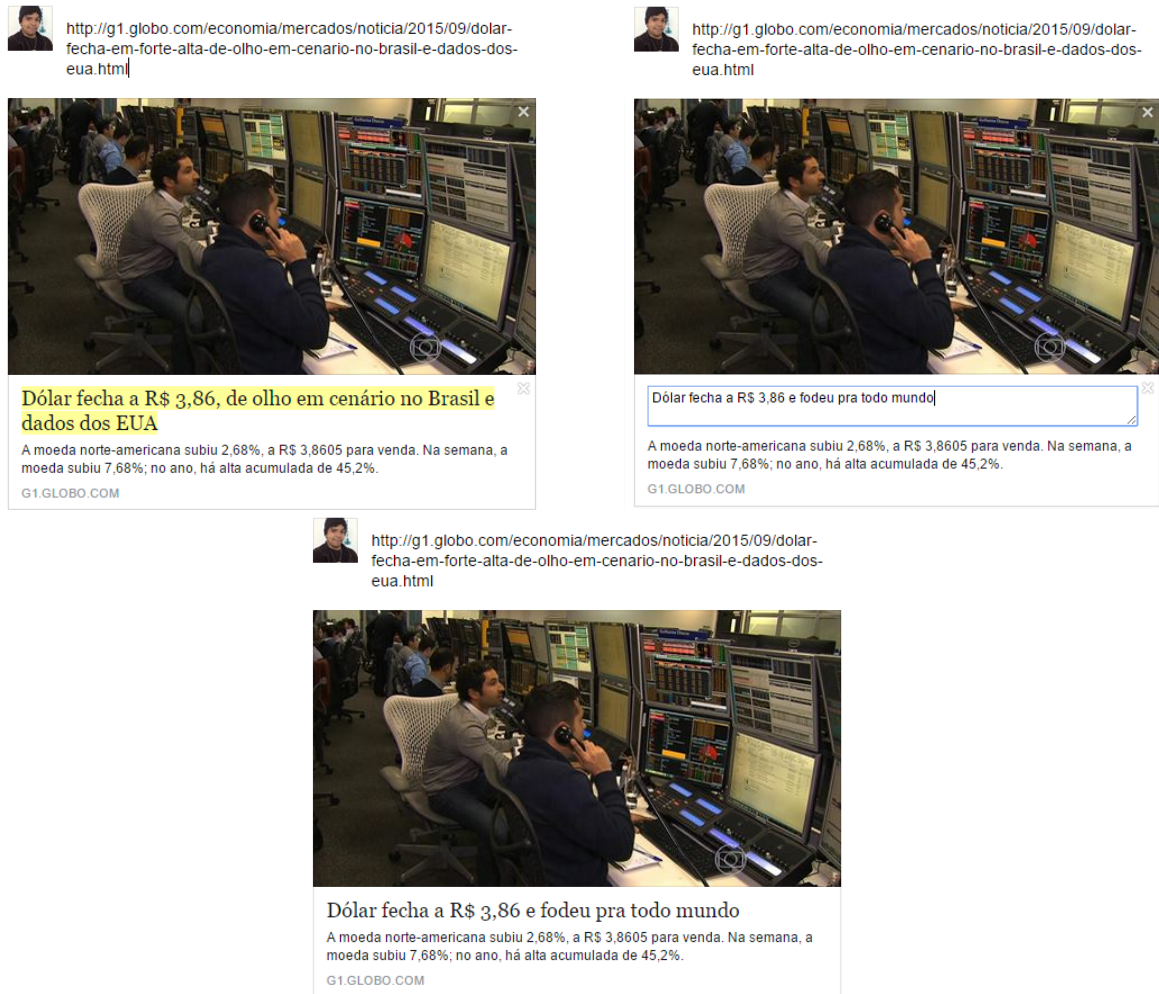 http://g1.globo.com/economia/mercados/noticia/2015/09/dolar-
fecha-em-forte-alta-de-olho-em-cenario-no-brasil-e-dados-dos-
eua.html
Dólar fecha a R$ 3,86, de olho em cenário no Brasil e
dados dos EUA
A moeda norte-americana subiu 2,68%, a R$ 3,8605 para venda. Na semana, a
moeda subiu 7,68%; no ano, há alta acumulada de 45,2%.
G1.GLOBO.COM
http://g1.globo.com/economia/mercados/noticia/2015/09/dolar-
fecha-em-forte-alta-de-olho-em-cenario-no-brasil-e-dados-dos-
eua.html
Dólar fecha a R$ 3,86 e fodeu pra todo mundo
A moeda norte-americana subiu 2,68%, a R$ 3,8605 para venda. Na semana, a
moeda subiu 7,68%; no ano, há alta acumulada de 45,2%.
G1.GLOBO.COM
http://g1.globo.com/economia/mercados/noticia/2015/09/dolar-
fecha-em-forte-alta-de-olho-em-cenario-no-brasil-e-dados-dos-
eua.html
Dólar fecha a R$ 3,86 e fodeu pra todo mundo
A moeda norte-americana subiu 2,68%, a R$ 3,8605 para venda. Na semana, a
moeda subiu 7,68%; no ano, há alta acumulada de 45,2%.
G1.GLOBO.COM